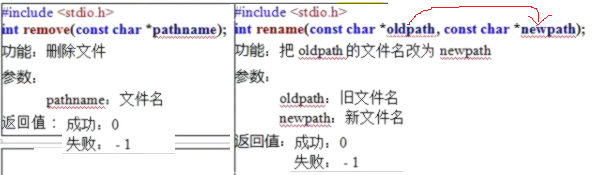 #include <stdio.h>
int remove(const char *pathname);
功能：删除文件
参数：
pathname：文件名
返回值：成功：0
失败：-1
#include <stdio.h>
int rename(const char *oldpath, const char *newpath);
功能：把 oldpath 的文件名改为 newpath
参数：
oldpath：旧文件名
newpath：新文件名
返回值：成功：0
失败：- 1